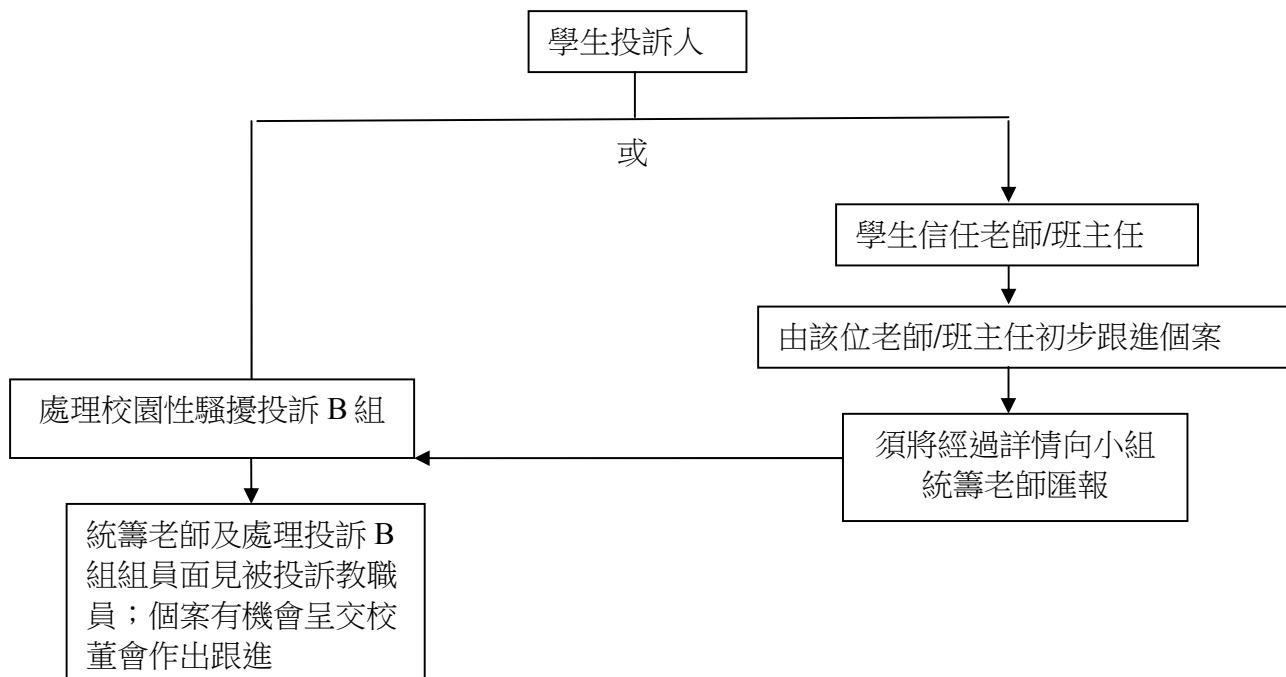 學生投訴人
或
學生信任老師/班主任
由該位老師/班主任初步跟進個案
處理校園性騷擾投訴 B 組
須將經過詳情向小組
統籌老師匯報
統籌老師及處理投訴 B
組組員面見被投訴教職
員；個案有機會呈交校
董會作出跟進